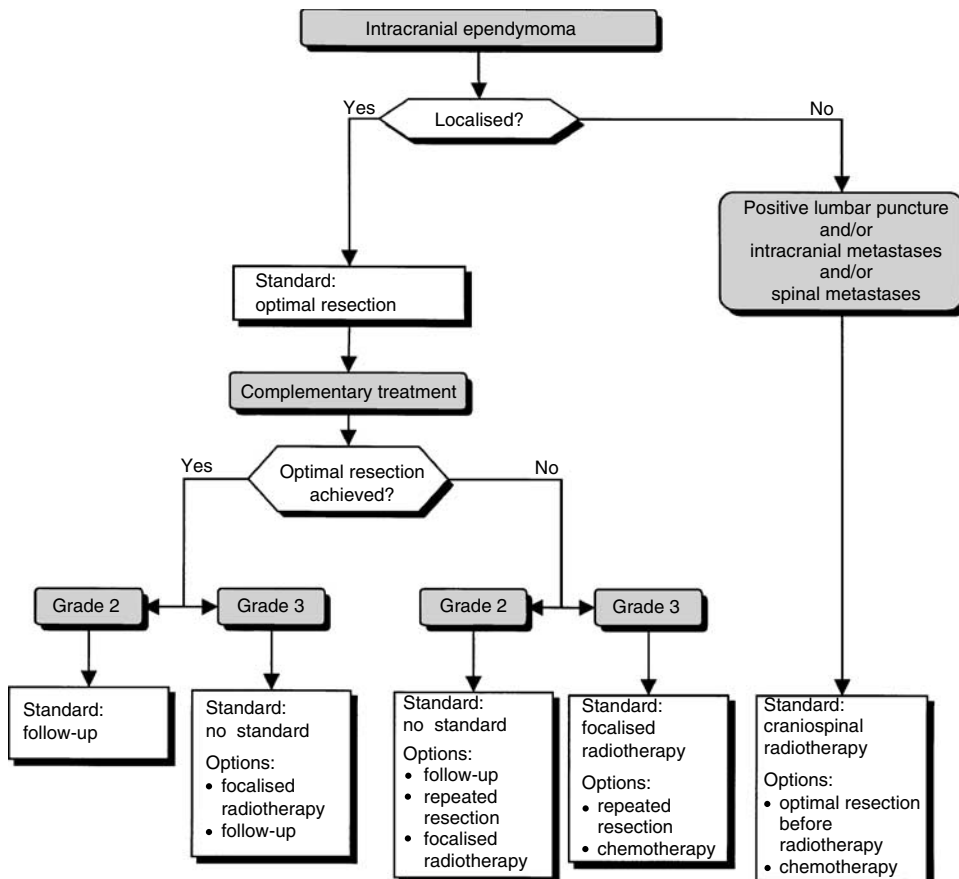 Intracranial ependymoma
Yes
Localised?
No
Positive lumbar puncture
and/or
intracranial metastases
and/or
spinal metastases
Standard:
optimal resection
Complementary treatment
Yes
Optimal resection
achieved?
No
Grade 2
Grade 3
Grade 2
Grade 3
Standard:
follow-up
Standard:
no standard
Options:
• focalised
radiotherapy
• follow-up
Standard:
no standard
Options:
• follow-up
• repeated
resection
• focalised
radiotherapy
Standard:
focalised
radiotherapy
Options:
• repeated
resection
• chemotherapy
Standard:
craniospinal
radiotherapy
Options:
• optimal resection
before
radiotherapy
• chemotherapy